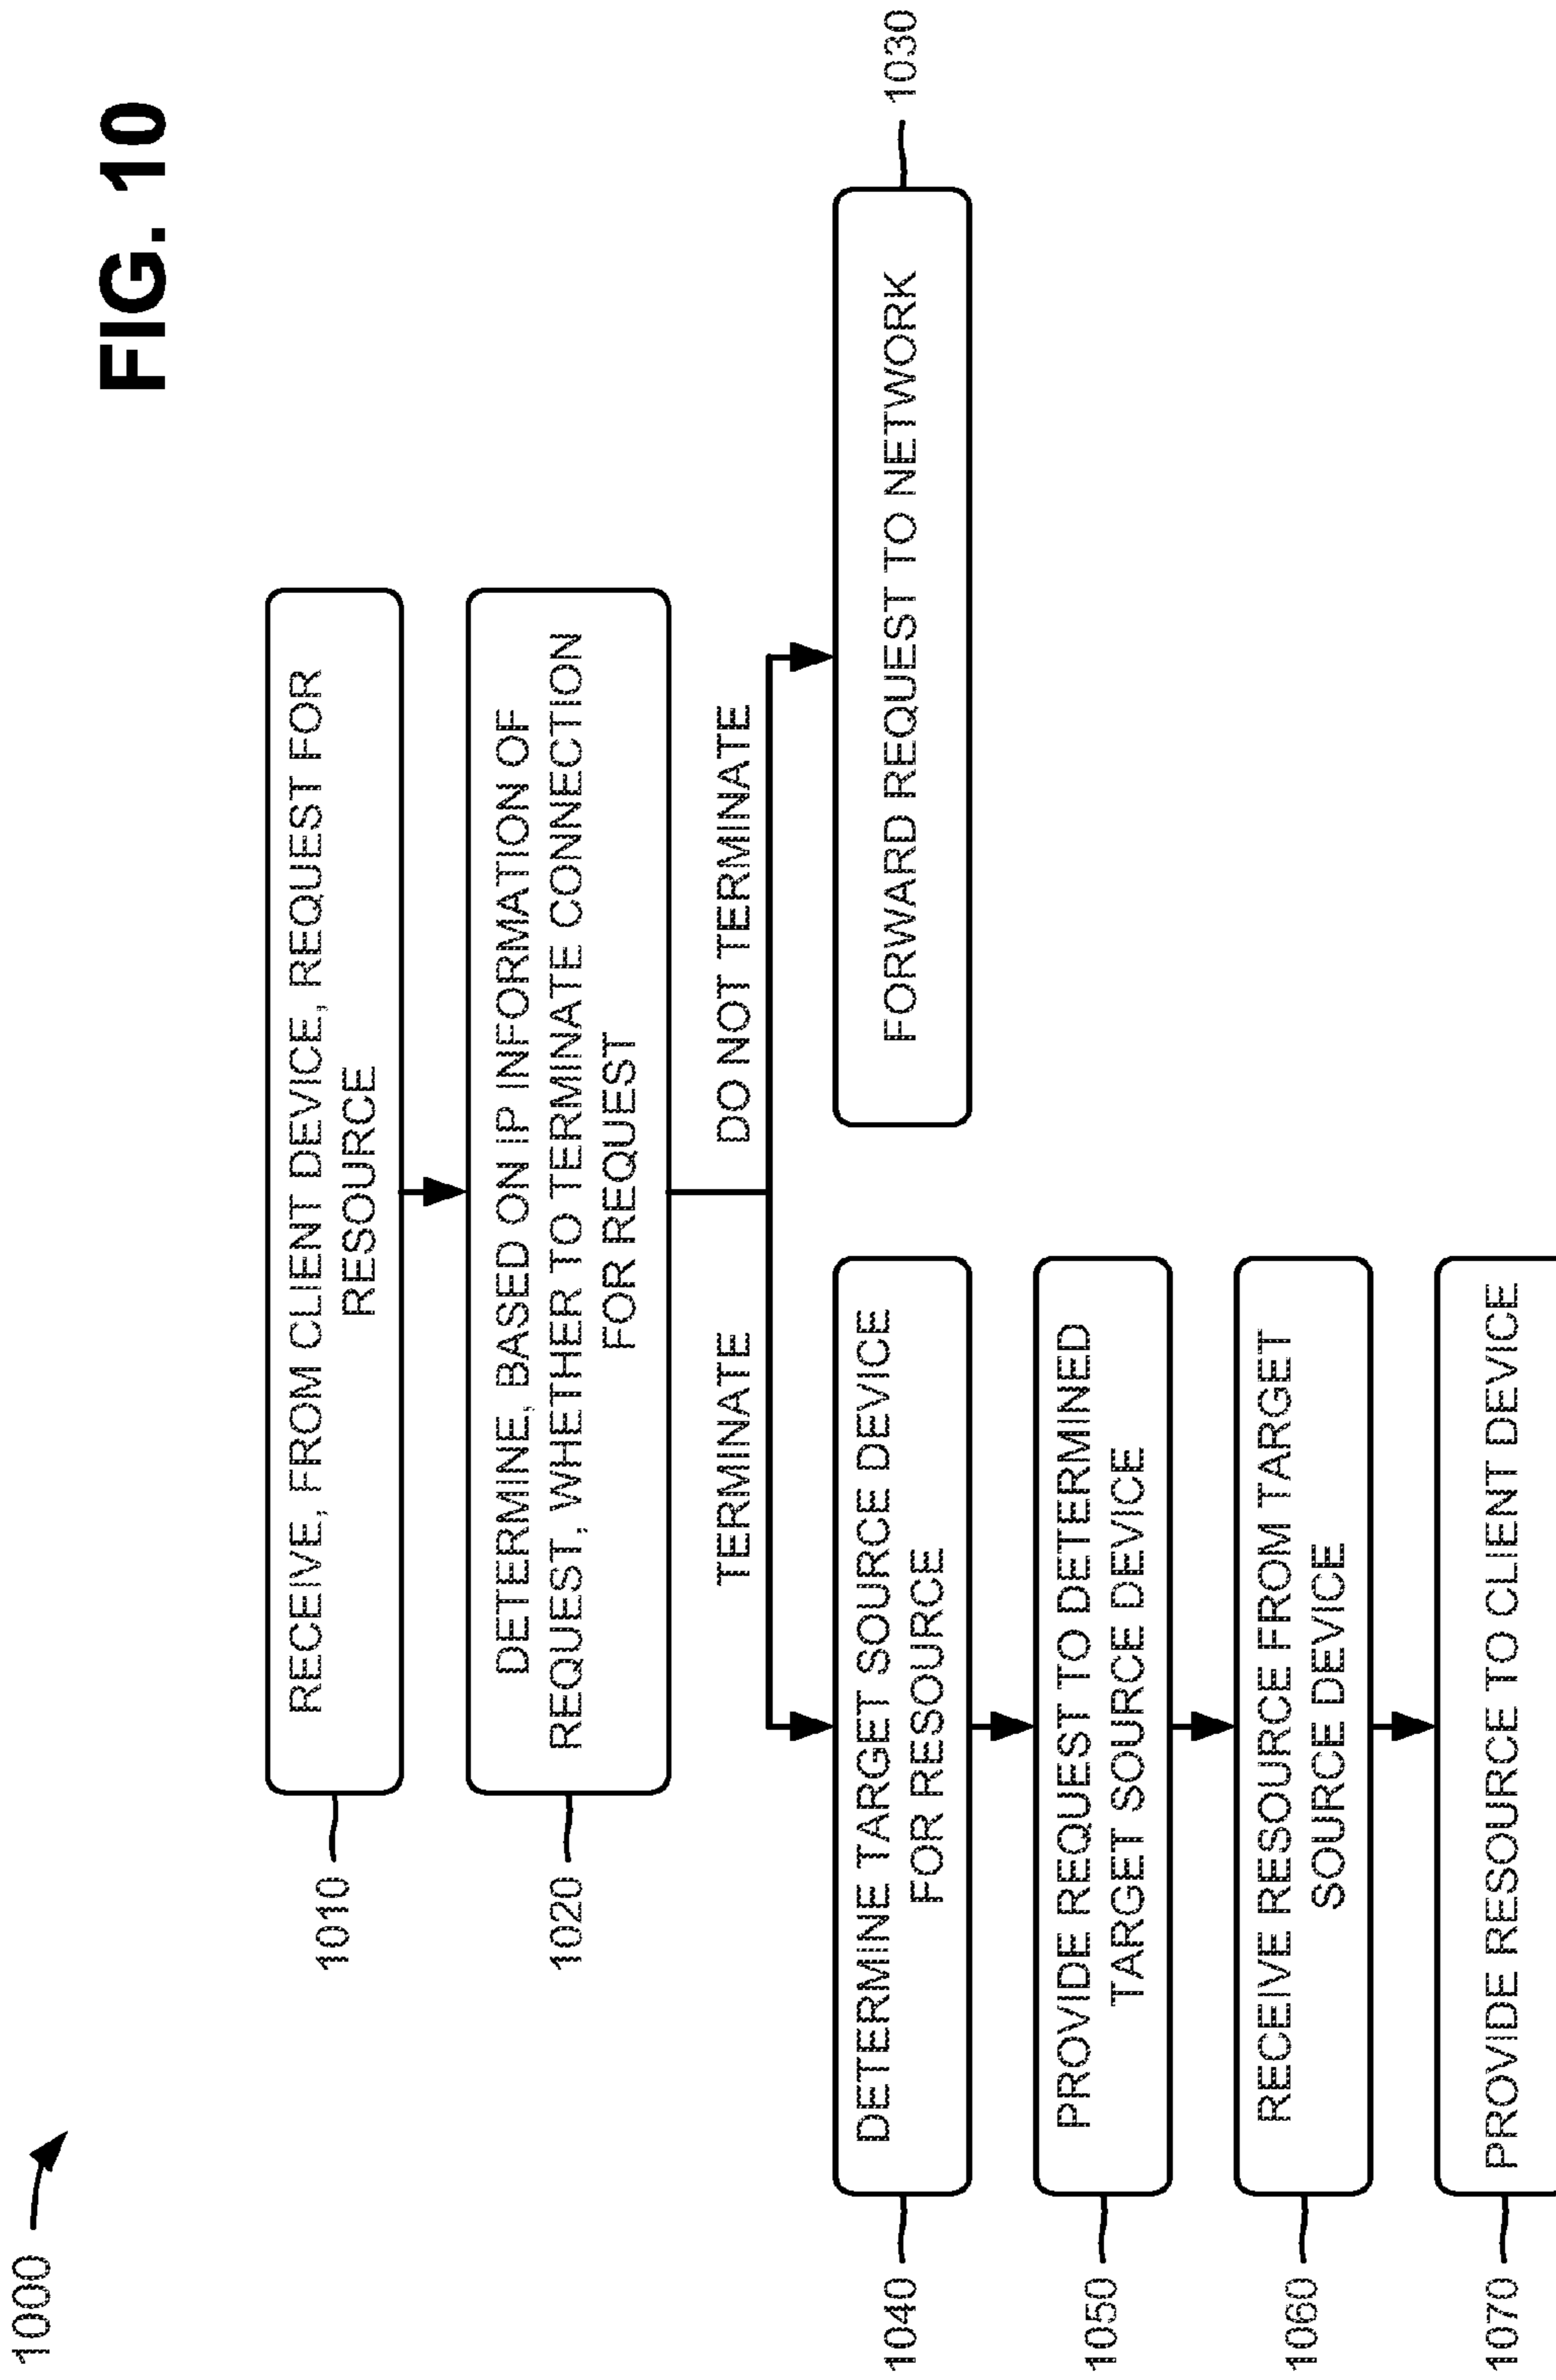 FIG. 10
1000
1010
RECEIVE, FROM CLIENT DEVICE, REQUEST FOR
RESOURCE
1020
DETERMINE, BASED ON IP INFORMATION OF
REQUEST, WHETHER TO TERMINATE CONNECTION
FOR REQUEST
TERMINATE
DO NOT TERMINATE
1040
DETERMINE TARGET SOURCE DEVICE
FOR RESOURCE
FORWARD REQUEST TO NETWORK
1030
1050
PROVIDE REQUEST TO DETERMINED
TARGET SOURCE DEVICE
1060
RECEIVE RESOURCE FROM TARGET
SOURCE DEVICE
1070
PROVIDE RESOURCE TO CLIENT DEVICE